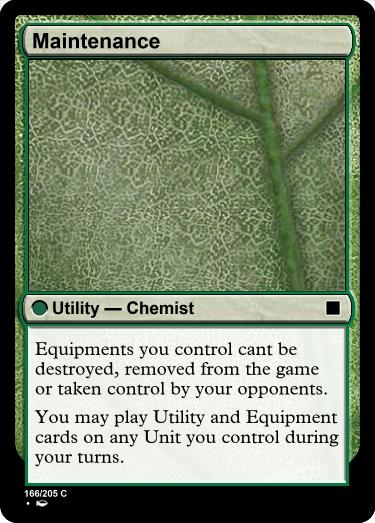 Maintenance
Utility — Chemist
Equipments you control cant be
destroyed, removed from the game
or taken control by your opponents.
You may play Utility and Equipment
cards on any Unit you control during
your turns.
166/205 C